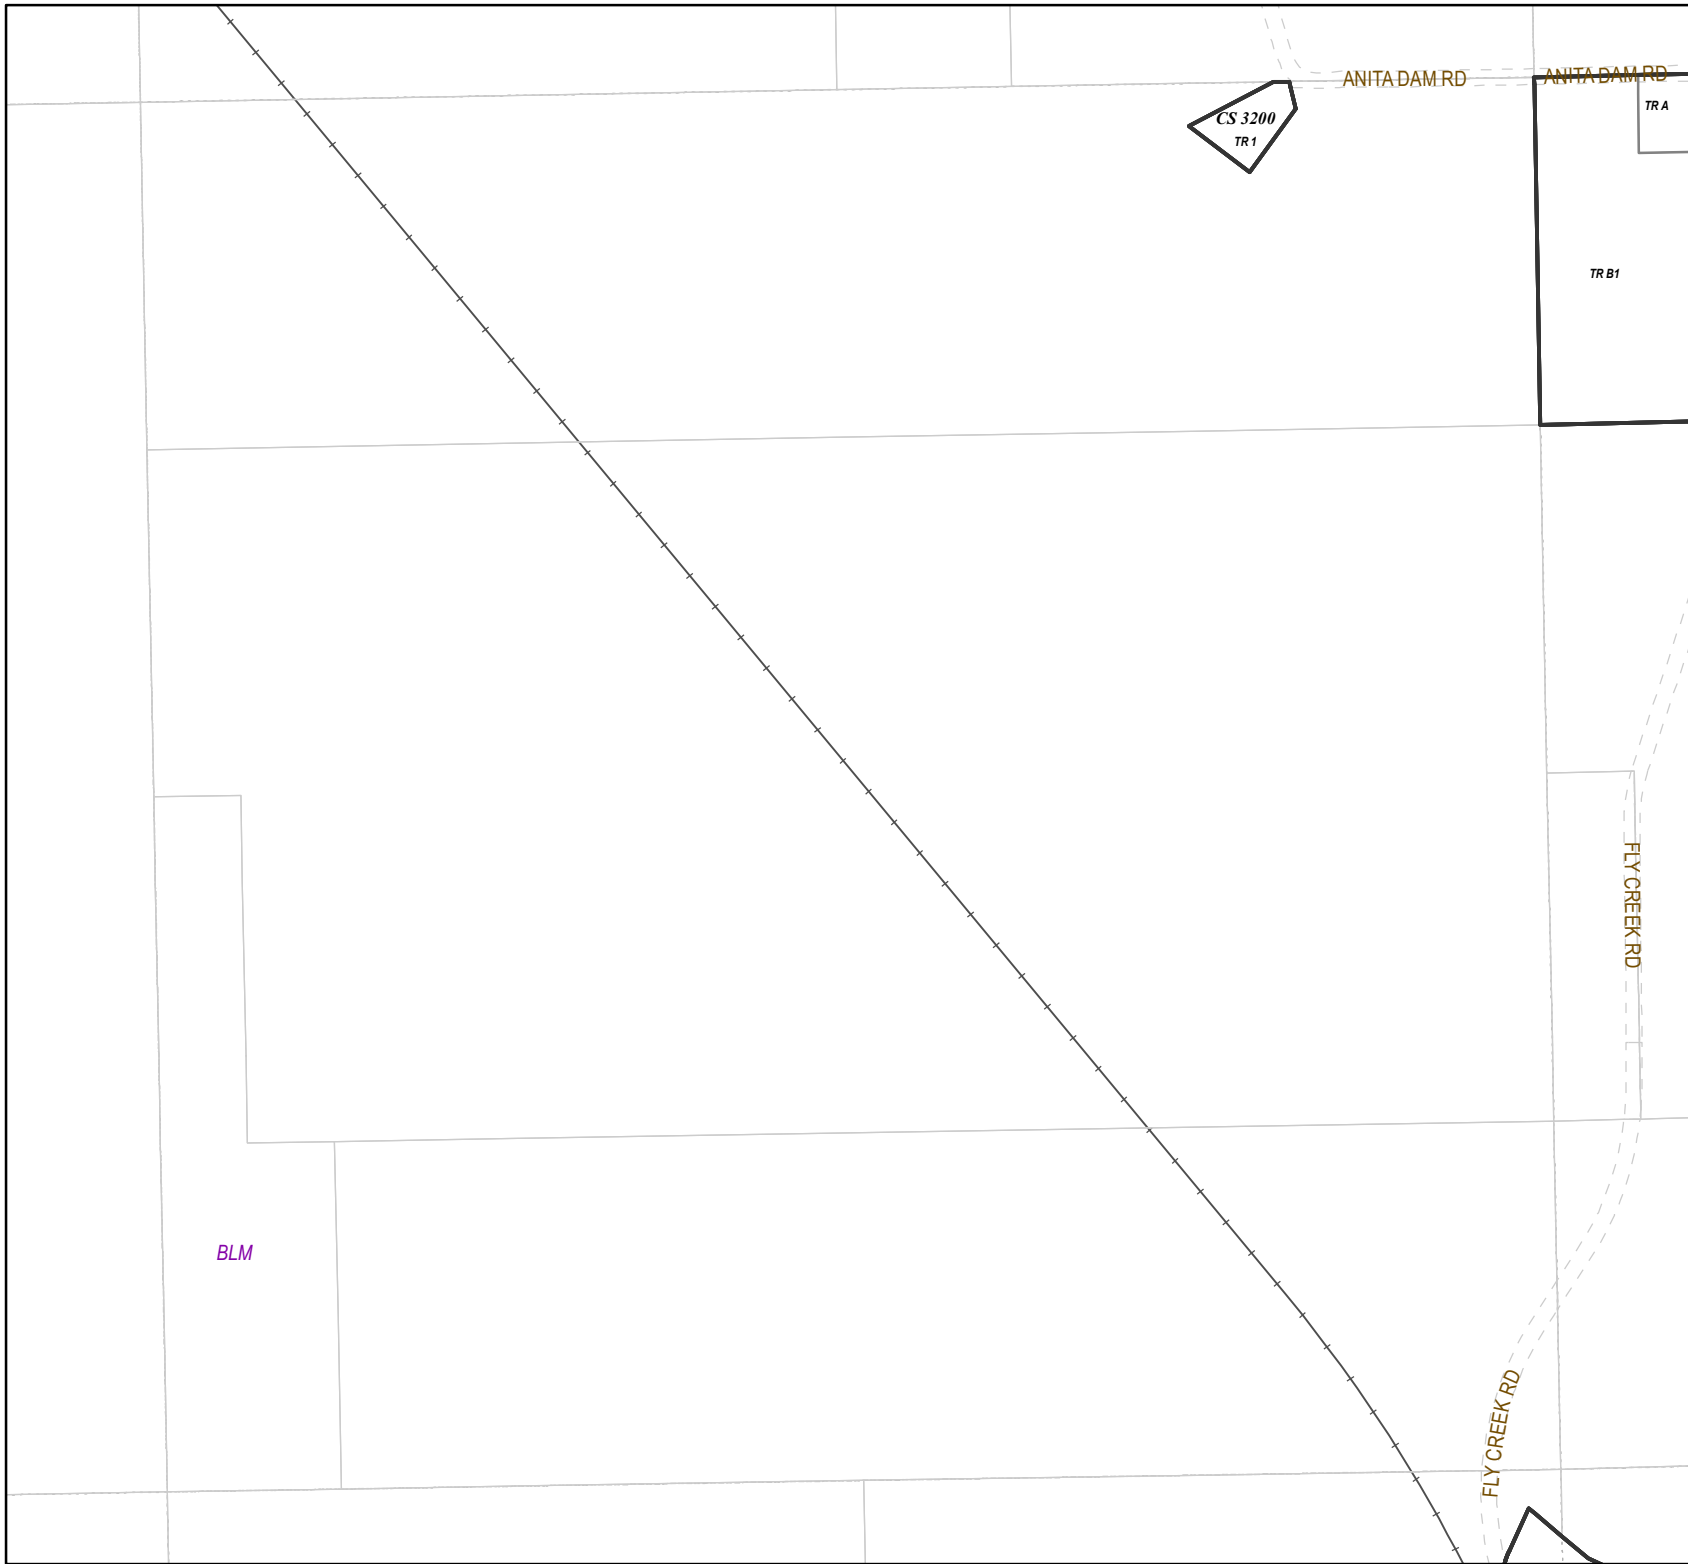 ANITA DAM RD
ANITA DAM RD
TR A
CS 3200
TR 1
TR B1
FLY CREEK RD
BLM
FLY CREEK RD